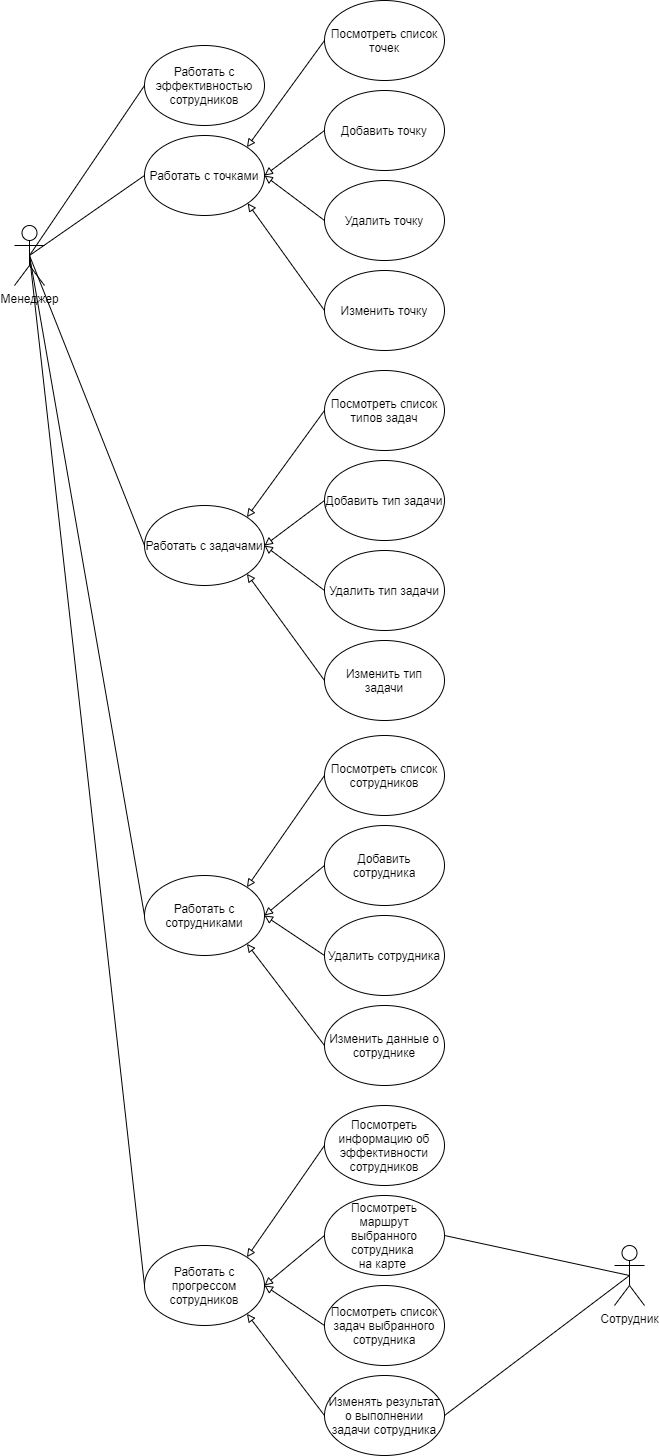 Посмотреть список
точек
Работать с
эффективностью
сотрудников
Добавить точку
Работать с точками
Удалить точку
Менеджер
Изменить точку
Посмотреть список
типов задач
Добавить тип задачи
Работать с задачами
Удалить тип задачи
Изменить тип
задачи
Посмотреть список
сотрудников
Добавить
сотрудника
Работать с
сотрудниками
Удалить сотрудника
Изменить данные о
сотруднике
Посмотреть
информацию об
эффективности
сотрудников
Посмотреть
маршрут
выбранного
сотрудника
на карте
Работать с
прогрессом
сотрудников
Сотрудник
Посмотреть список
задач выбранного
сотрудника
Изменять результат
о выполнении
задачи сотрудника